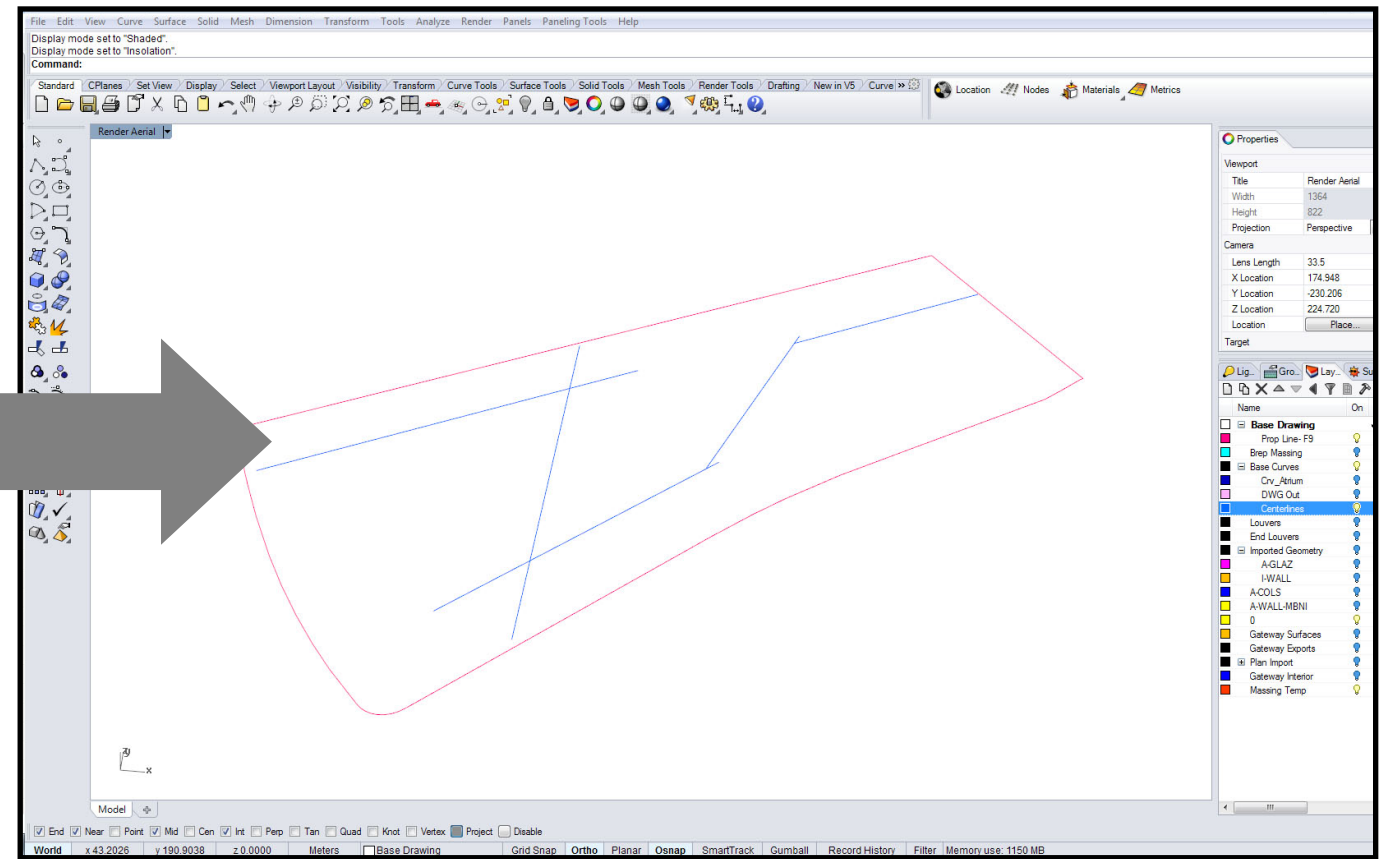 File Edit View Curve Surface Solid Mesh Dimension Transform Tools Analyze Render Panels Paneling Tools Help
Display mode set to "Shaded".
Display mode set to "Insolation".
Command:
Standard CPlanes Set View Display Select Viewport Layout Visibility Transform Curve Tools Surface Tools Solid Tools Mesh Tools Render Tools Drafting New in V5 Curve »
Location Nodes Materials Metrics
Render Aerial
Properties
Viewport
Title Render Aerial
Width 1364
Height 822
Projection Perspective
Camera
Lens Length 33.5
X Location 174.948
Y Location -230.206
Z Location 224.720
Location Place...
Target
Lig... Gro... Lay... Su
Name On
Base Drawing
Prop Line- F9
Brep Massing
Base Curves
Crv_Atrium
DWG Out
Centerlines
Louvers
End Louvers
Imported Geometry
A-GLAZ
I-WALL
A-COLS
A-WALL-MBNI
0
Gateway Surfaces
Gateway Exports
Plan Import
Gateway Interior
Massing Temp
x
Model
End Near Point Mid Cen Int Perp Tan Quad Knot Vertex Project Disable
World x 43.2026 y 190.9038 z 0.0000 Meters Base Drawing Grid Snap Ortho Planar Osnap SmartTrack Gumball Record History Filter Memory use: 1150 MB